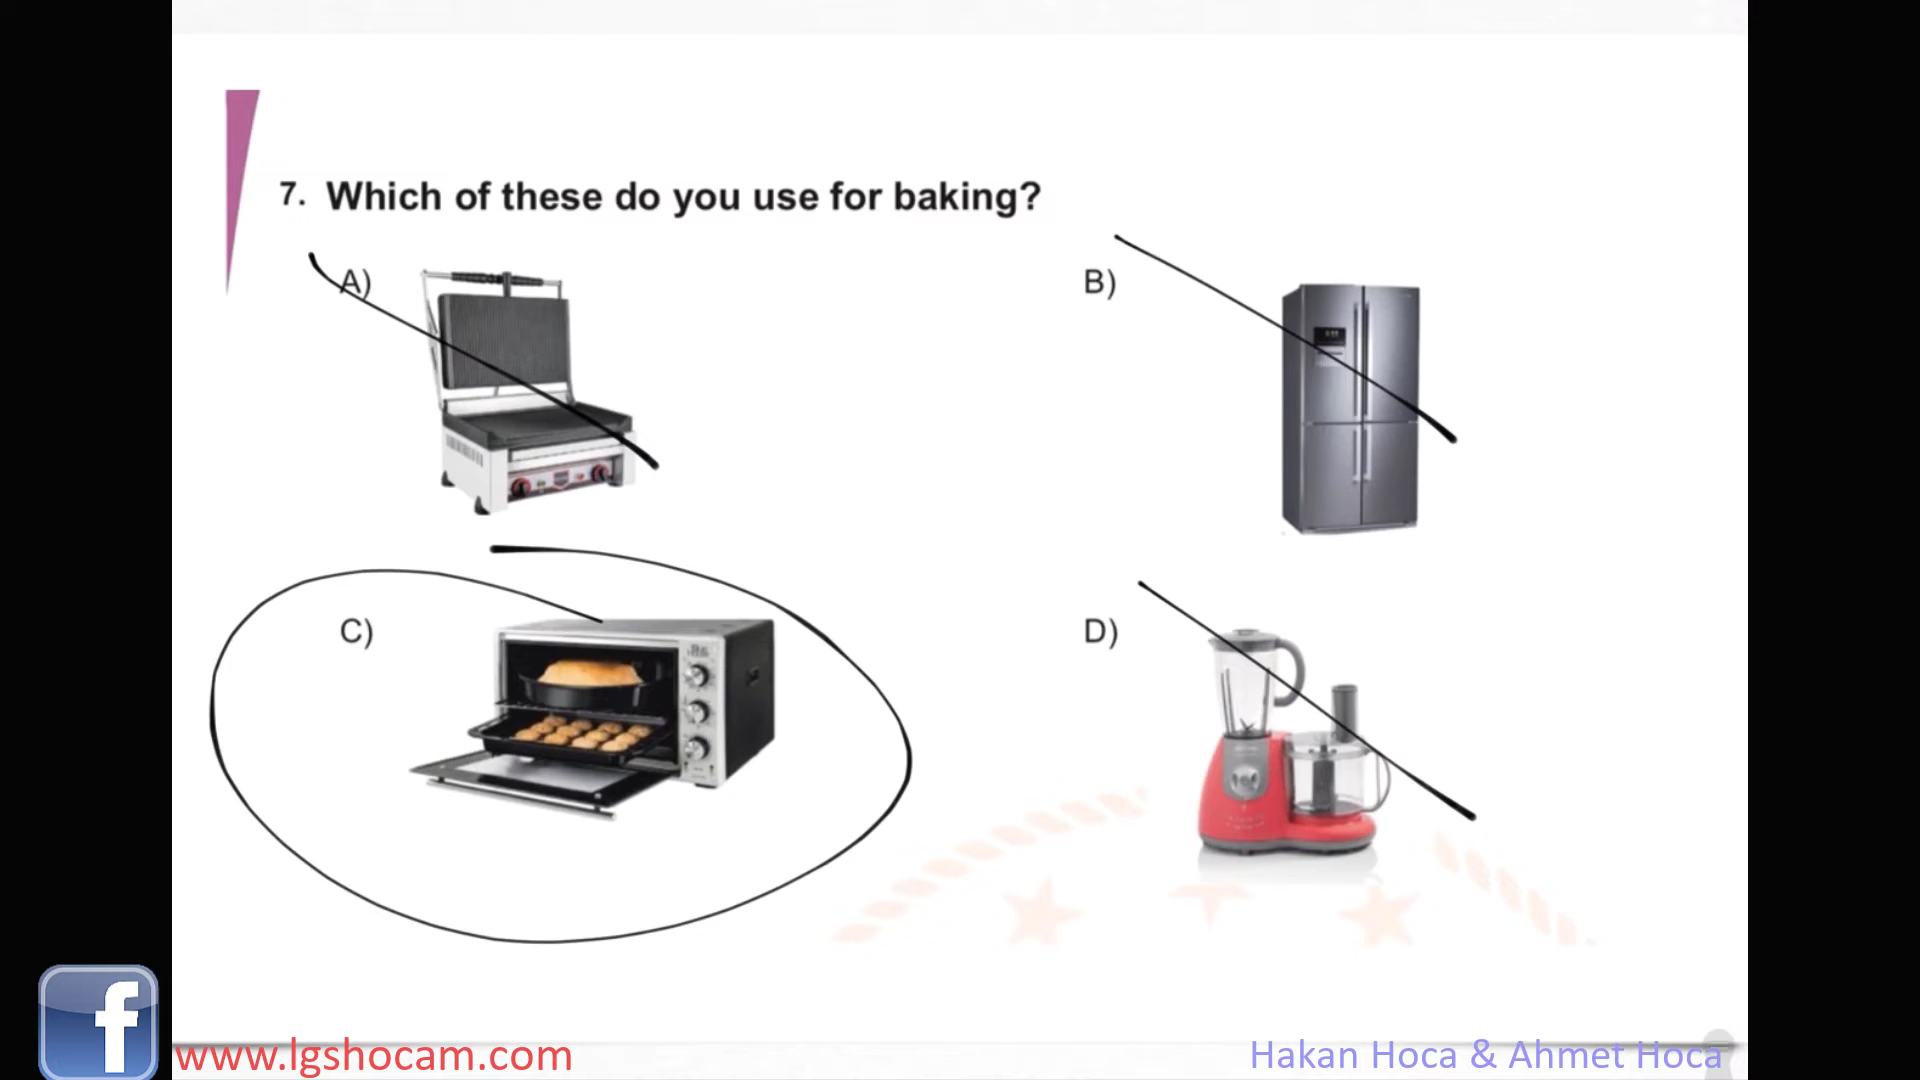 7. Which of these do you use for baking?
A)
B)
C)
D)
www.lgshocam.com
Hakan Hoca & Ahmet Hoca